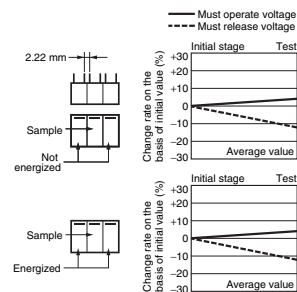 Must operate voltage
Must release voltage
2.22 mm
Sample
Not
energized
Initial stage Test
Change rate on the
basis of initial value (%)
+30
+20
+10
0
−10
−20
−30
Average value
Sample
Energized
Initial stage Test
Change rate on the
basis of initial value (%)
+30
+20
+10
0
−10
−20
−30
Average value